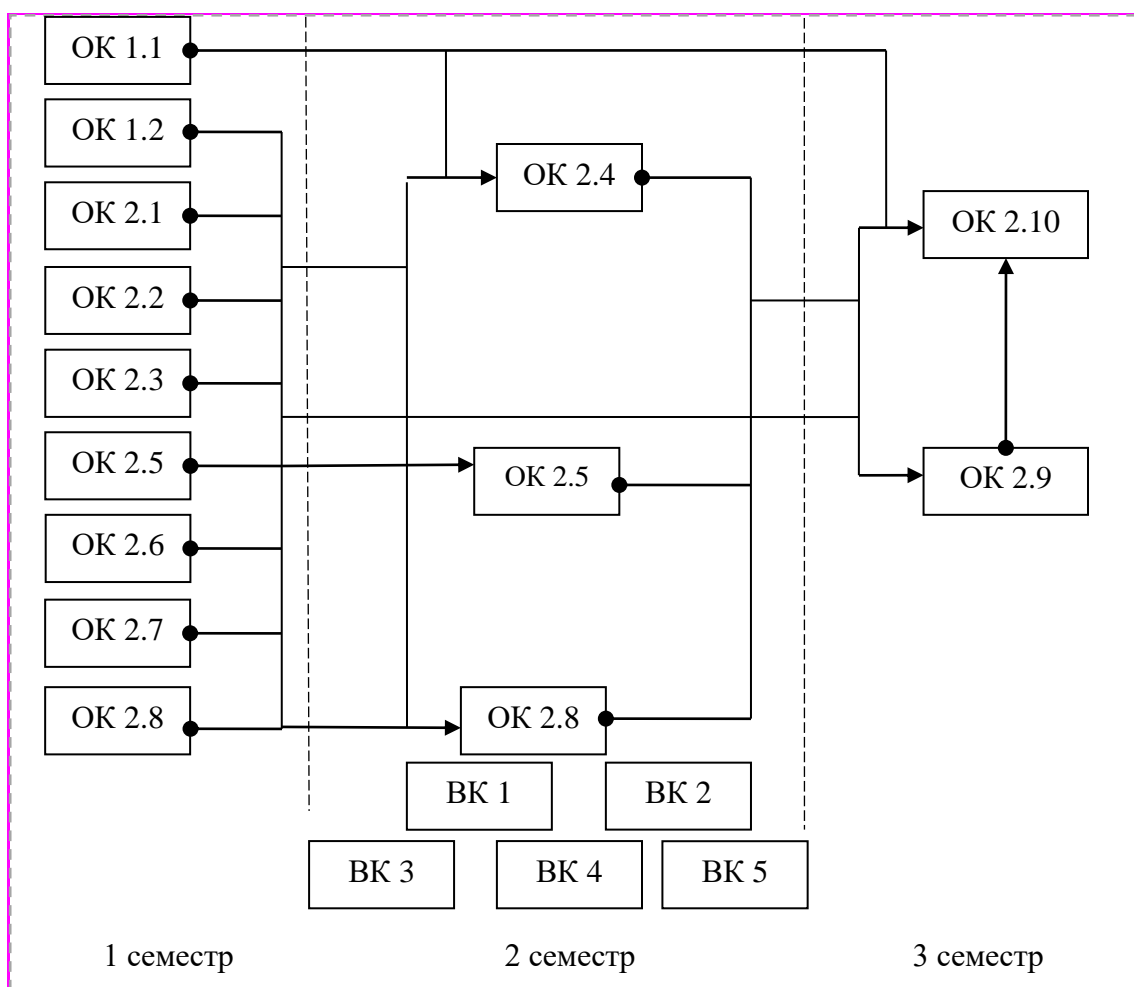 ОК 1.1
ОК 1.2
ОК 2.4
ОК 2.1
ОК 2.10
ОК 2.2
ОК 2.3
ОК 2.5
ОК 2.5
ОК 2.9
ОК 2.6
ОК 2.7
ОК 2.8
ОК 2.8
ВК 1
ВК 2
ВК 3
ВК 4
ВК 5
1 семестр
2 семестр
3 семестр